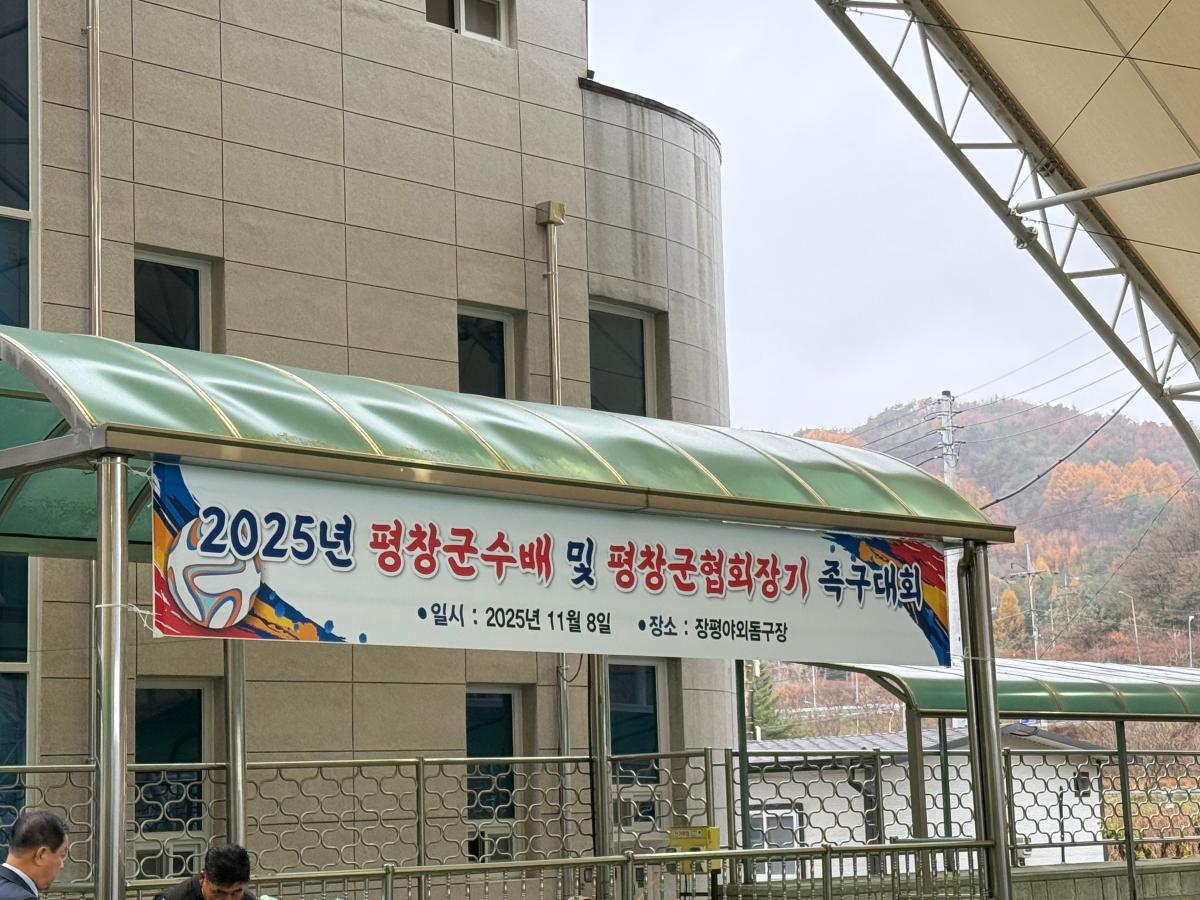 2025년 평창군수배 및 평창군협회장기 족구대회
•일시 : 2025년 11월 8일 •장소 : 장평야외돔구장